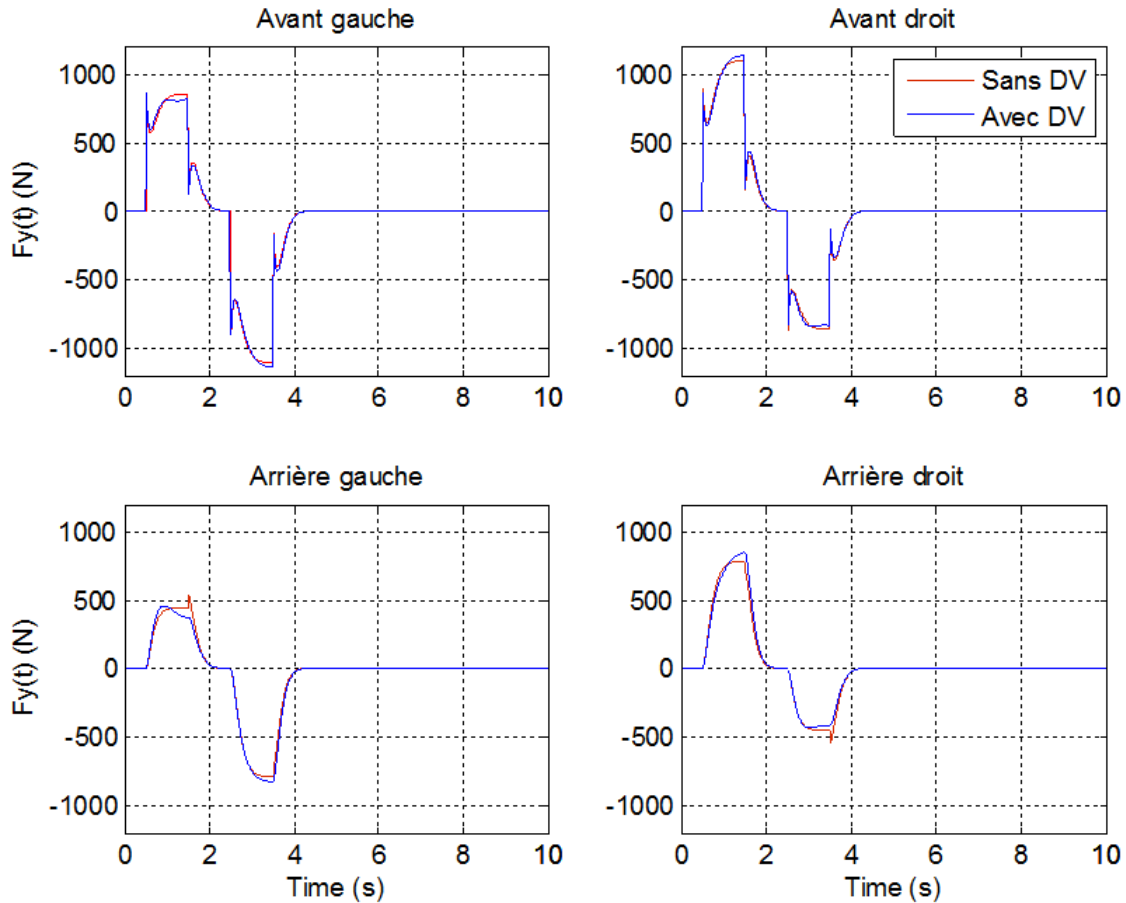 Avant gauche
Avant droit
Fy(t) (N)
1000
500
0
-500
-1000
0 2 4 6 8 10
1000
500
0
-500
-1000
0 2 4 6 8 10
Sans DV
Avec DV
Arrière gauche
Arrière droit
Fy(t) (N)
1000
500
0
-500
-1000
0 2 4 6 8 10
Time (s)
1000
500
0
-500
-1000
0 2 4 6 8 10
Time (s)